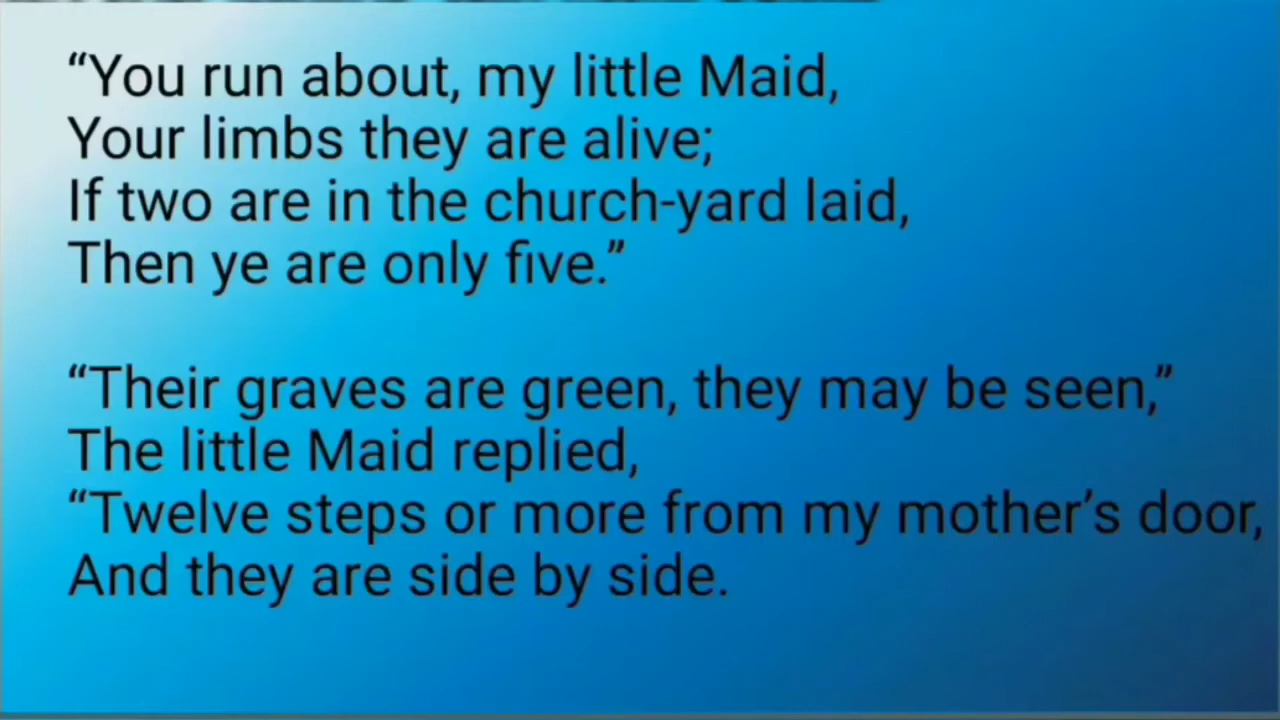 “You run about, my little Maid,
Your limbs they are alive;
If two are in the church-yard laid,
Then ye are only five.”
“Their graves are green, they may be seen,”
The little Maid replied,
“Twelve steps or more from my mother’s door,
And they are side by side.